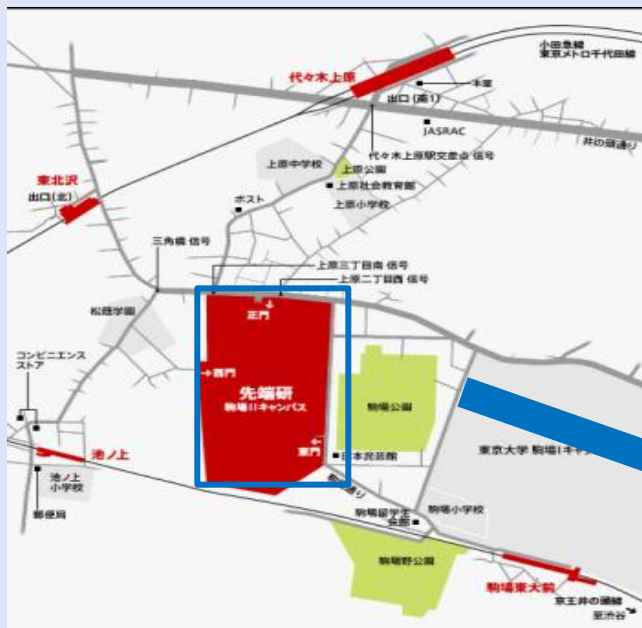 小田急線
東京メトロ千代田線
代々木上原
本屋
出口(南1)
JASRAC
井の頭通り
代々木上原駅交差点 信号
上原中学校
上原公園
東北沢
出口(北)
上原社会教育館
ポスト
上原小学校
三角橋 信号
上原三丁目南 信号
上原二丁目西 信号
正門
松蔭学園
コンビニエンス
ストア
西門
先端研
駒場IIキャンパス
駒場公園
東門
日本民芸館
東京大学 駒場Iキャ
池ノ上
池ノ上
小学校
駒場通り
郵便局
駒場留学生
会館
駒場小学校
駒場野公園
駒場東大前
京王井の頭線
至渋谷